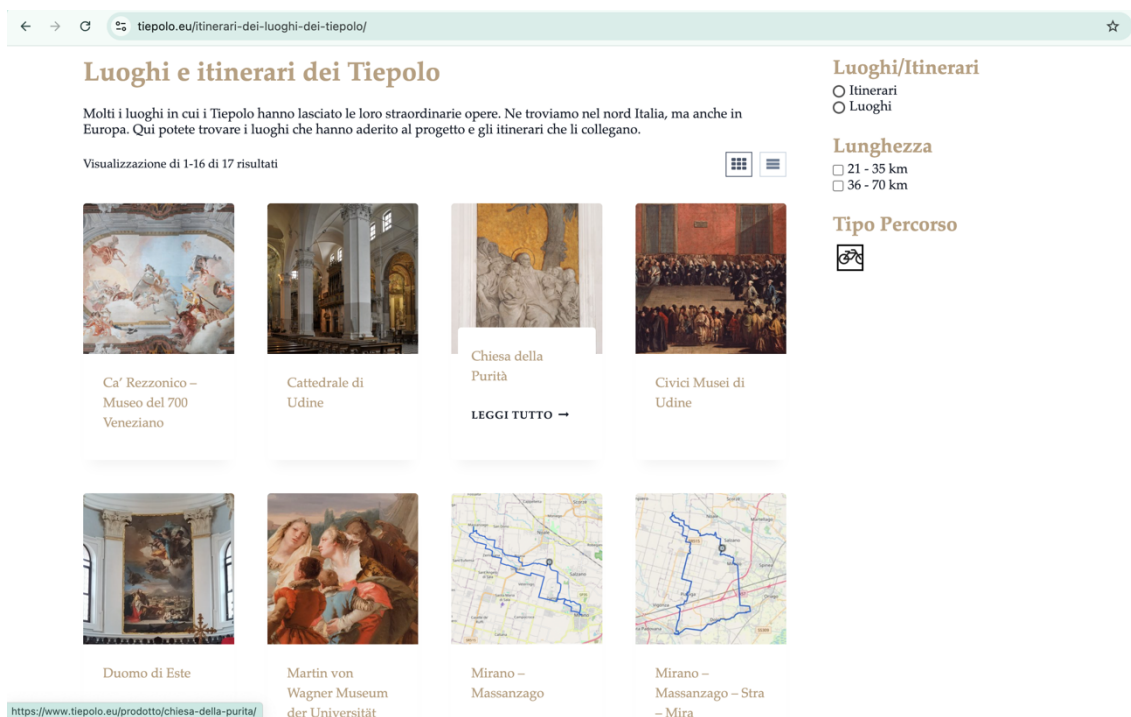 tiepolo.eu/itinerari-dei-luoghi-dei-tiepolo/
Luoghi e itinerari dei Tiepolo
Molti i luoghi in cui i Tiepolo hanno lasciato le loro straordinarie opere. Ne troviamo nel nord Italia, ma anche in
Europa. Qui potete trovare i luoghi che hanno aderito al progetto e gli itinerari che li collegano.
Visualizzazione di 1-16 di 17 risultati
Luoghi/Itinerari
Itinerari
Luoghi
Lunghezza
21 - 35 km
36 - 70 km
Tipo Percorso
Ca’ Rezzonico –
Museo del 700
Veneziano
Cattedrale di
Udine
Chiesa della
Purità
LEGGI TUTTO →
Civici Musei di
Udine
Duomo di Este
Martin von
Wagner Museum
der Universität
Mirano –
Massanzago
Mirano –
Massanzago – Stra
– Mira
https://www.tiepolo.eu/prodotto/chiesa-della-purita/